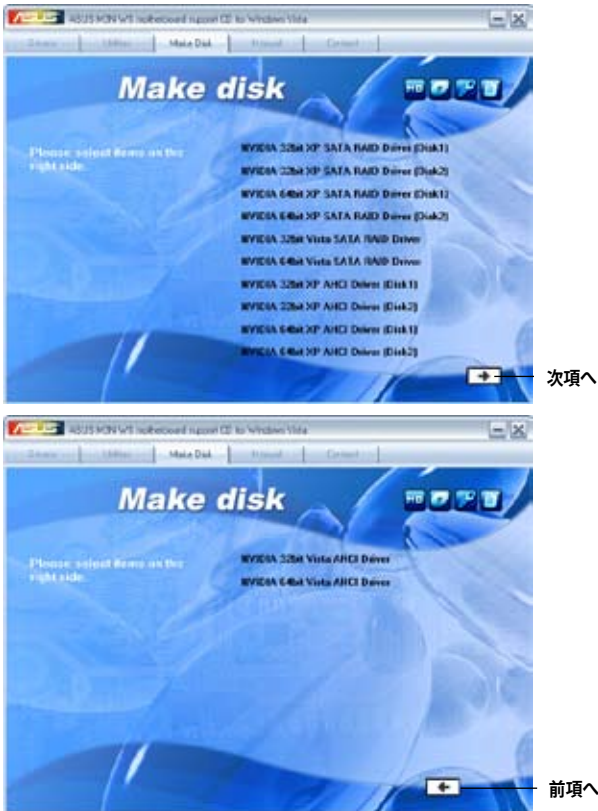 ASUS
ASUS M3N WS motherboard support CD for Windows Vista
Drivers
Utilities
Make Disk
Manual
Contact
Make disk
Please select items on the
right side.
NVIDIA 32bit XP SATA RAID Driver (Disk1)
NVIDIA 32bit XP SATA RAID Driver (Disk2)
NVIDIA 64bit XP SATA RAID Driver (Disk1)
NVIDIA 64bit XP SATA RAID Driver (Disk2)
NVIDIA 32bit Vista SATA RAID Driver
NVIDIA 64bit Vista SATA RAID Driver
NVIDIA 32bit XP AHCI Driver (Disk1)
NVIDIA 32bit XP AHCI Driver (Disk2)
NVIDIA 64bit XP AHCI Driver (Disk1)
NVIDIA 64bit XP AHCI Driver (Disk2)
次項へ
ASUS
ASUS M3N WS motherboard support CD for Windows Vista
Drivers
Utilities
Make Disk
Manual
Contact
Make disk
Please select items on the
right side.
NVIDIA 32bit Vista AHCI Driver
NVIDIA 64bit Vista AHCI Driver
前項へ